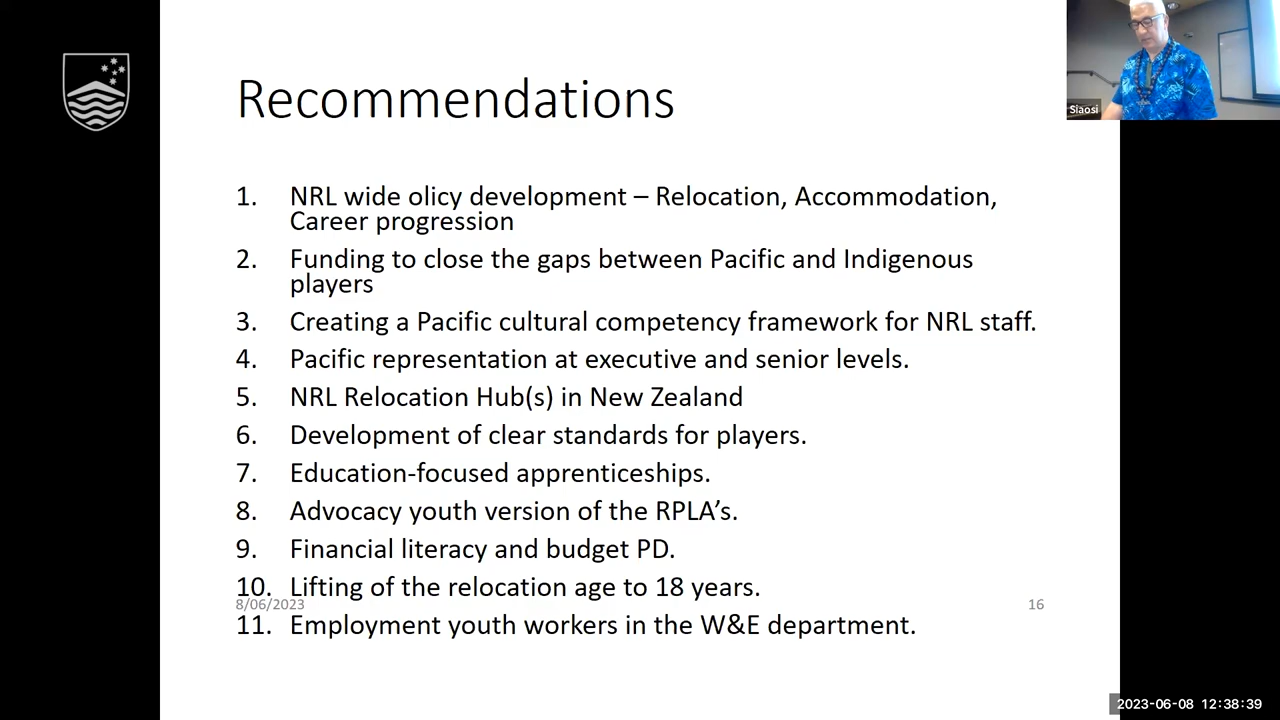 Recommendations
Siaosi
1. NRL wide olicy development – Relocation, Accommodation,
Career progression
2. Funding to close the gaps between Pacific and Indigenous
players
3. Creating a Pacific cultural competency framework for NRL staff.
4. Pacific representation at executive and senior levels.
5. NRL Relocation Hub(s) in New Zealand
6. Development of clear standards for players.
7. Education-focused apprenticeships.
8. Advocacy youth version of the RPLA’s.
9. Financial literacy and budget PD.
10. Lifting of the relocation age to 18 years.
8/06/2023
16
11. Employment youth workers in the W&E department.
2023-06-08 12:38:39